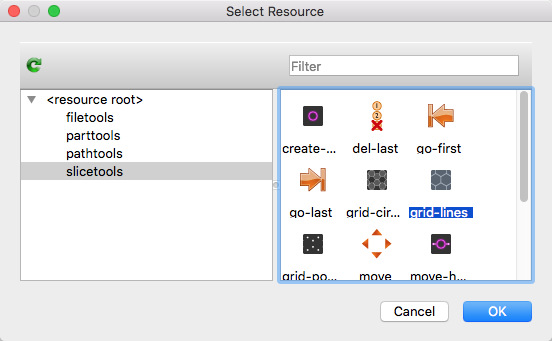 Select Resource
Filter
<resource root>
filetools
parttools
pathtools
slicetools
create-... del-last go-first
go-last grid-cir... grid-lines
grid-po... move move-h...
Cancel OK